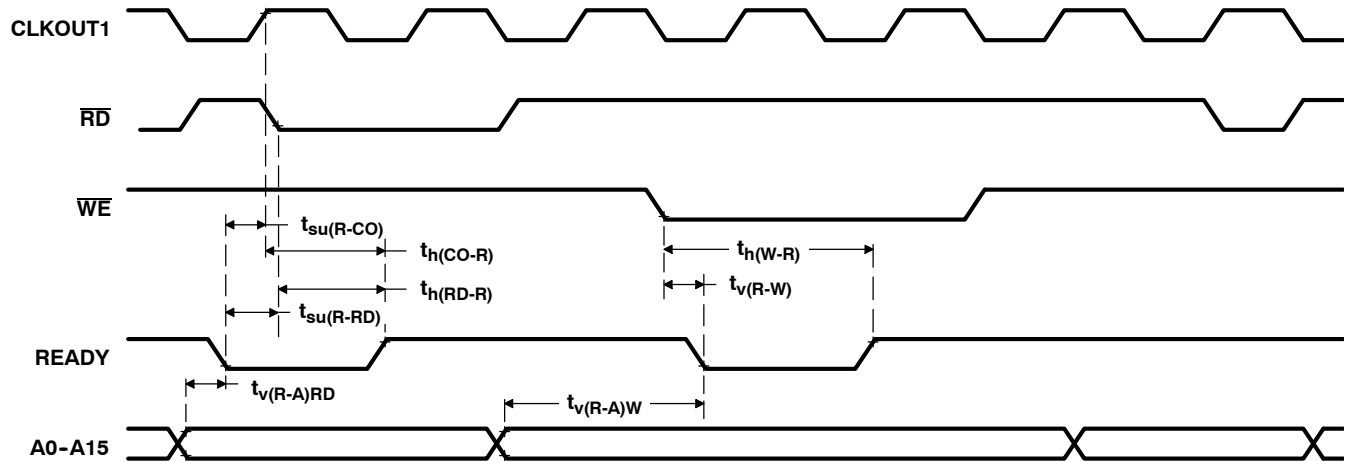 CLKOUT1
RD
WE
tsu(R-CO)
th(CO-R)
th(W-R)
tv(R-W)
th(RD-R)
tsu(R-RD)
READY
tv(R-A)RD
tv(R-A)W
A0-A15